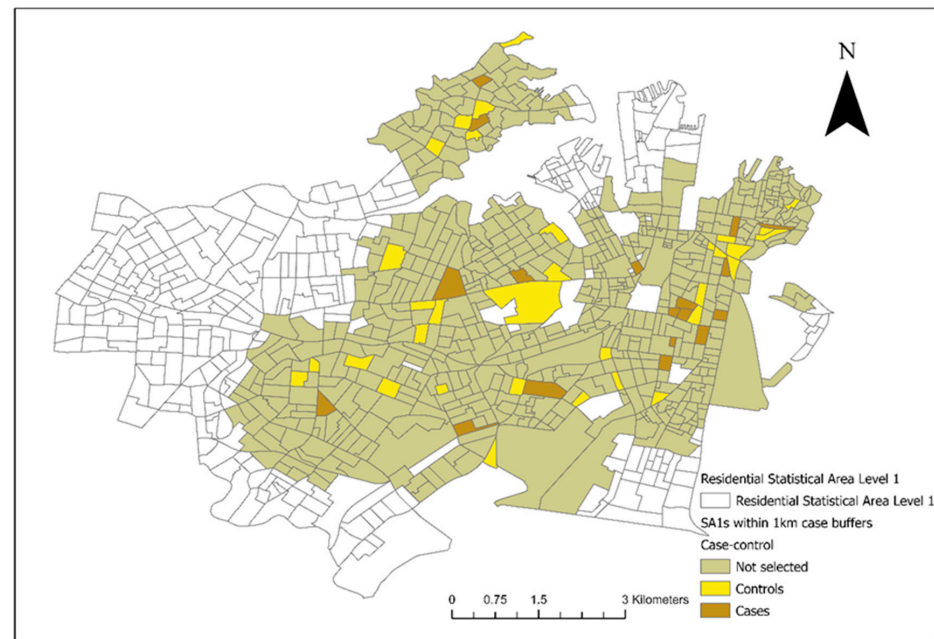 N
Residential Statistical Area Level 1
Residential Statistical Area Level 1
SA1s within 1km case buffers
Case-control
Not selected
Controls
Cases
0 0.75 1.5 3 Kilometers